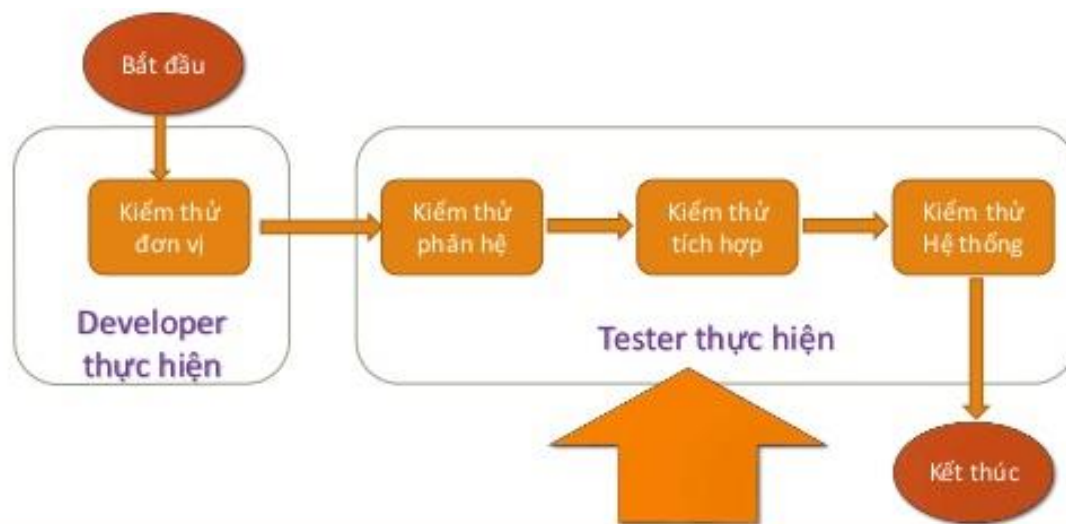 Bắt đầu
Kiểm thử
đơn vị
Kiểm thử
phân hệ
Kiểm thử
tích hợp
Kiểm thử
Hệ thống
Developer
thực hiện
Tester thực hiện
Kết thúc